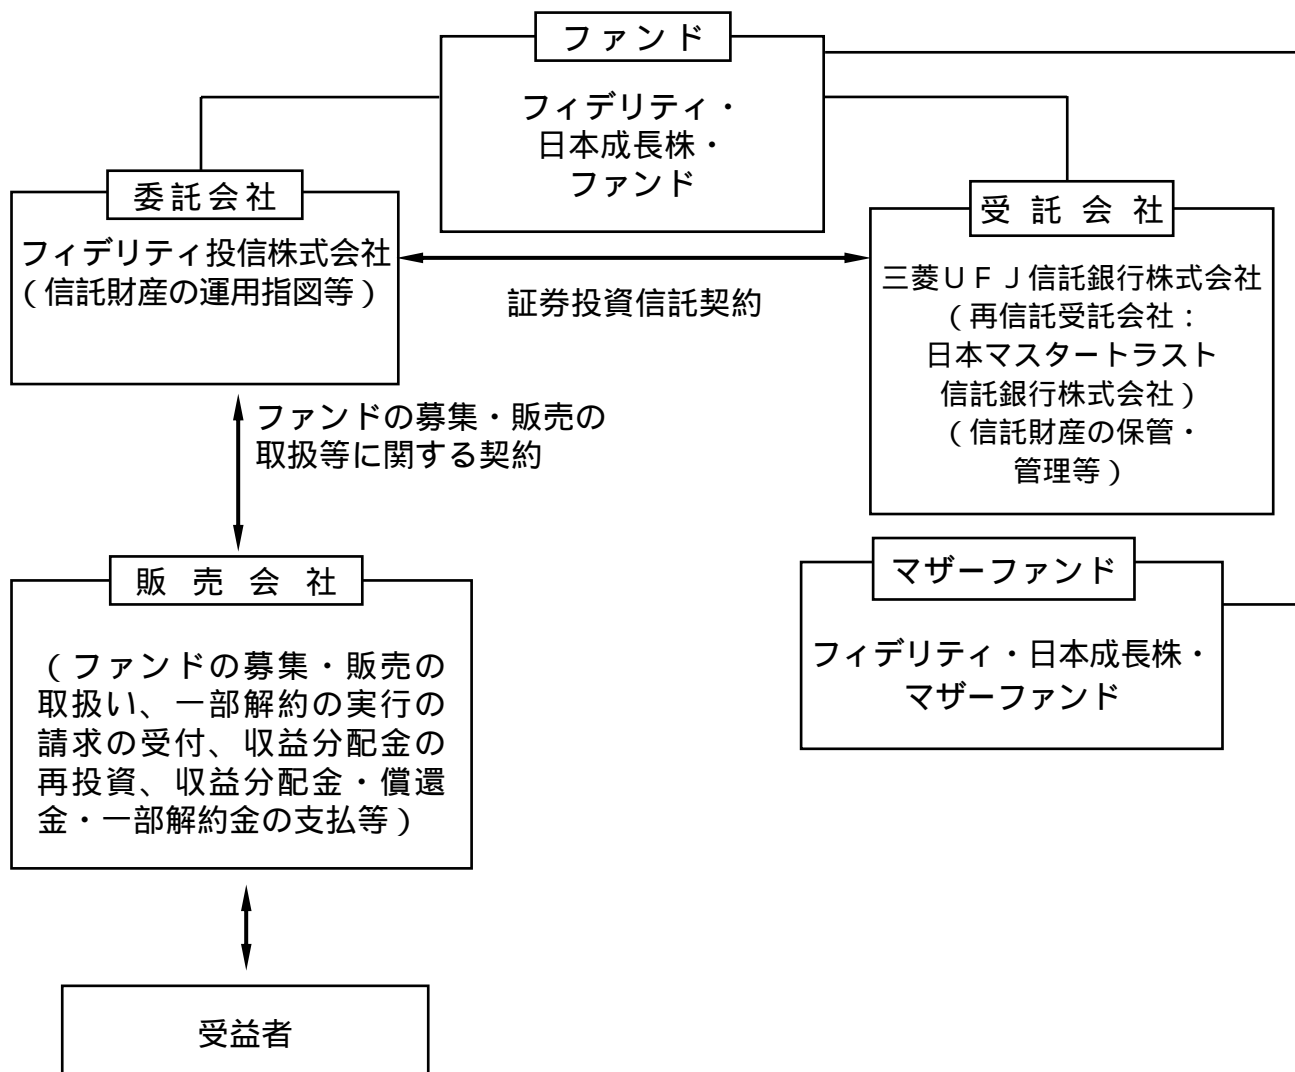 ファンド
フィデリティ・
日本成長株・
ファンド
委託会社
フィデリティ投信株式会社
（信託財産の運用指図等）
証券投資信託契約
受託会社
三菱ＵＦＪ信託銀行株式会社
（再信託受託会社：
日本マスタートラスト
信託銀行株式会社）
（信託財産の保管・
管理等）
ファンドの募集・販売の
取扱等に関する契約
販売会社
（ファンドの募集・販売の
取扱い、一部解約の実行の
請求の受付、収益分配金の
再投資、収益分配金・償還
金・一部解約金の支払等）
マザーファンド
フィデリティ・日本成長株・
マザーファンド
受益者